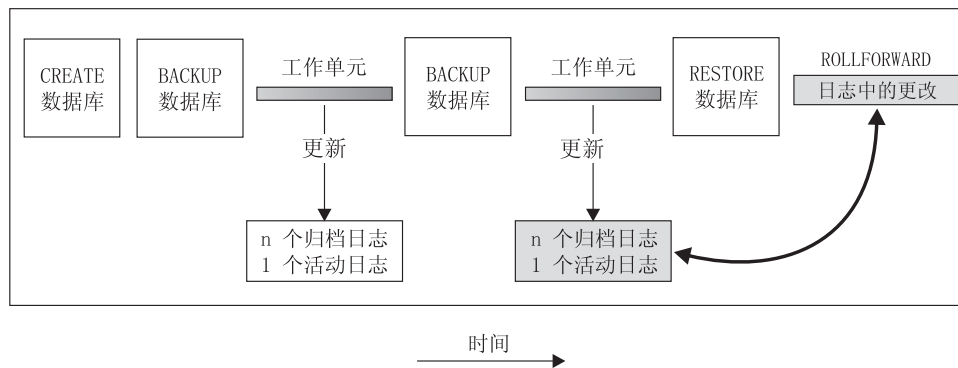 CREATE
数据库
BACKUP
数据库
工作单元
更新
n 个归档日志
1 个活动日志
BACKUP
数据库
工作单元
更新
n 个归档日志
1 个活动日志
RESTORE
数据库
ROLLFORWARD
日志中的更改
时间